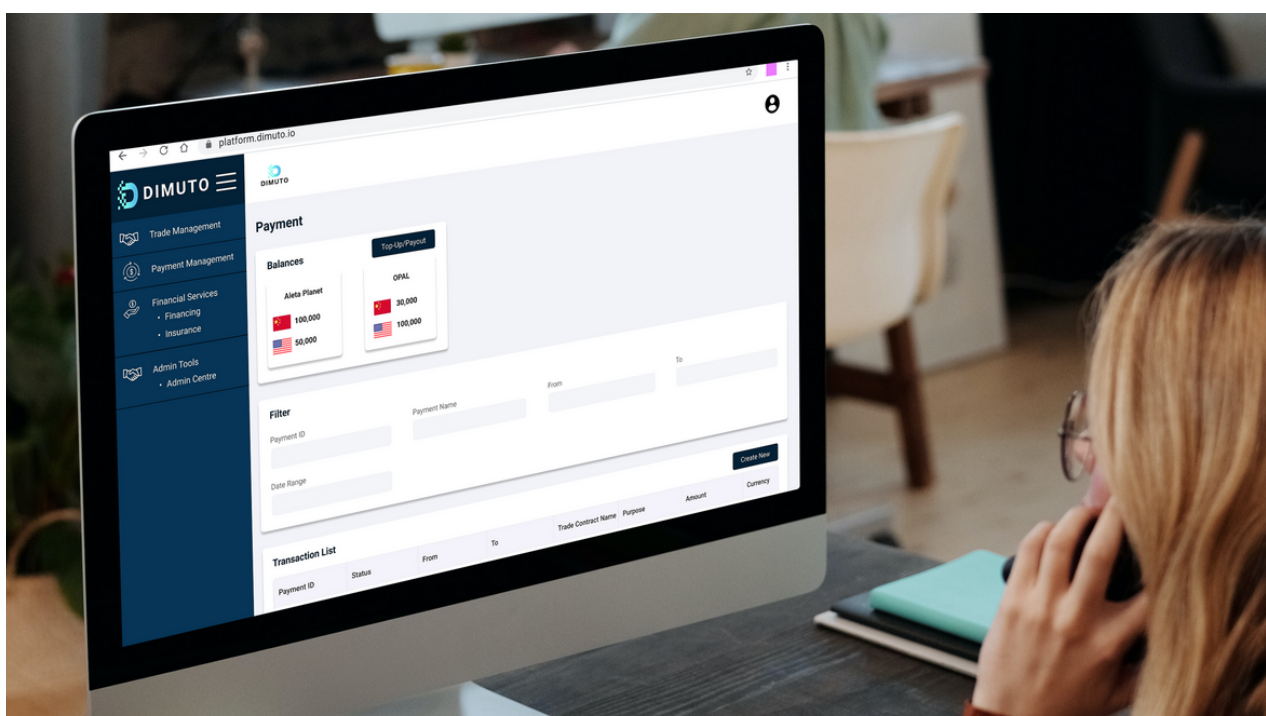 platform.dimuto.io
DIMUTO
DIMUTO
Trade Management
Payment Management
Financial Services
• Financing
• Insurance
Admin Tools
• Admin Centre
Payment
Balances
Top-Up/Payout
Aleta Planet
100,000
50,000
OPAL
30,000
100,000
Filter
Payment ID
Payment Name
From
To
Date Range
Create New
Transaction List
Payment ID
Status
From
To
Trade Contract Name
Purpose
Amount
Currency